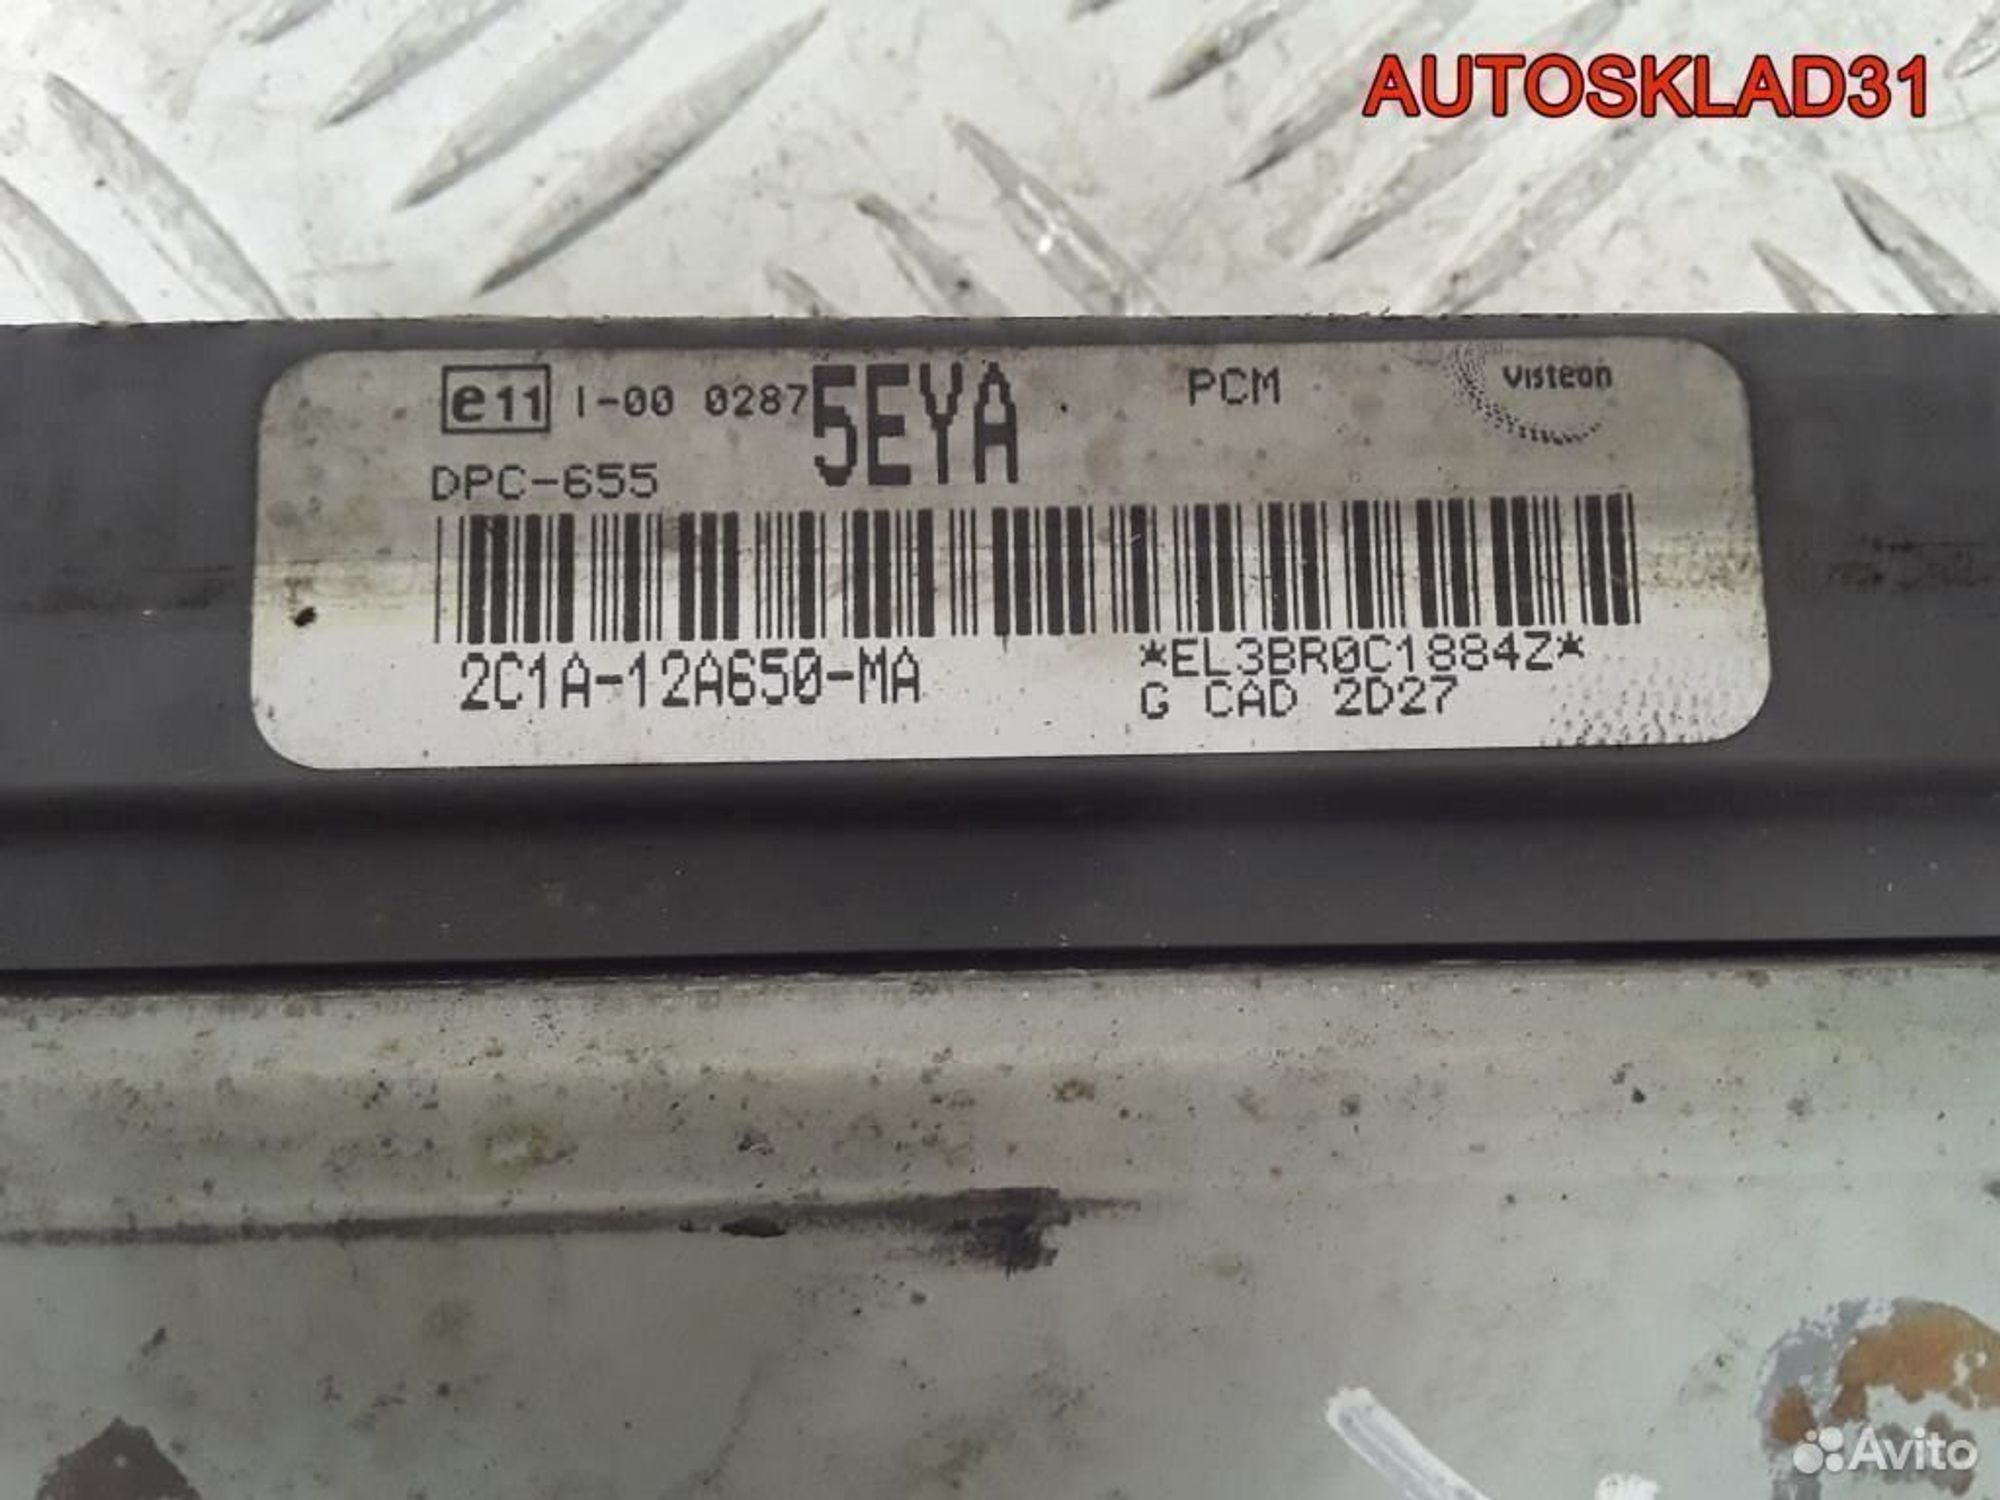 AUTOSKLAD31
e11 I-00 0287 5EYA PCM Visteon
DPC-655
2C1A-12A650-MA *EL3BR0C1884Z*
G CAD 2D27
Avito